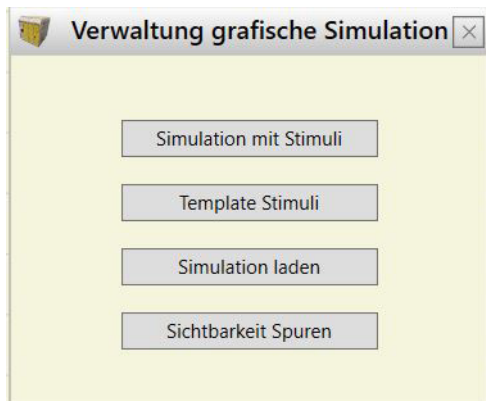 Verwaltung grafische Simulation
Simulation mit Stimuli
Template Stimuli
Simulation laden
Sichtbarkeit Spuren